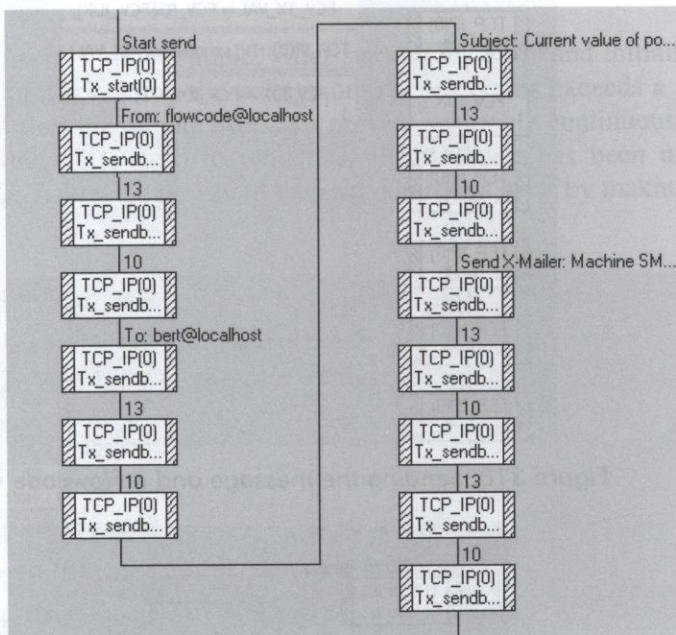 Start send
TCP_IP(0)
Tx_start(0)
From: flowcode@localhost
TCP_IP(0)
Tx_sendb...
13
TCP_IP(0)
Tx_sendb...
10
TCP_IP(0)
Tx_sendb...
To: bert@localhost
TCP_IP(0)
Tx_sendb...
13
TCP_IP(0)
Tx_sendb...
10
TCP_IP(0)
Tx_sendb...
Subject: Current value of po...
TCP_IP(0)
Tx_sendb...
13
TCP_IP(0)
Tx_sendb...
10
TCP_IP(0)
Tx_sendb...
Send X-Mailer: Machine SM...
TCP_IP(0)
Tx_sendb...
13
TCP_IP(0)
Tx_sendb...
10
TCP_IP(0)
Tx_sendb...
13
TCP_IP(0)
Tx_sendb...
10
TCP_IP(0)
Tx_sendb...